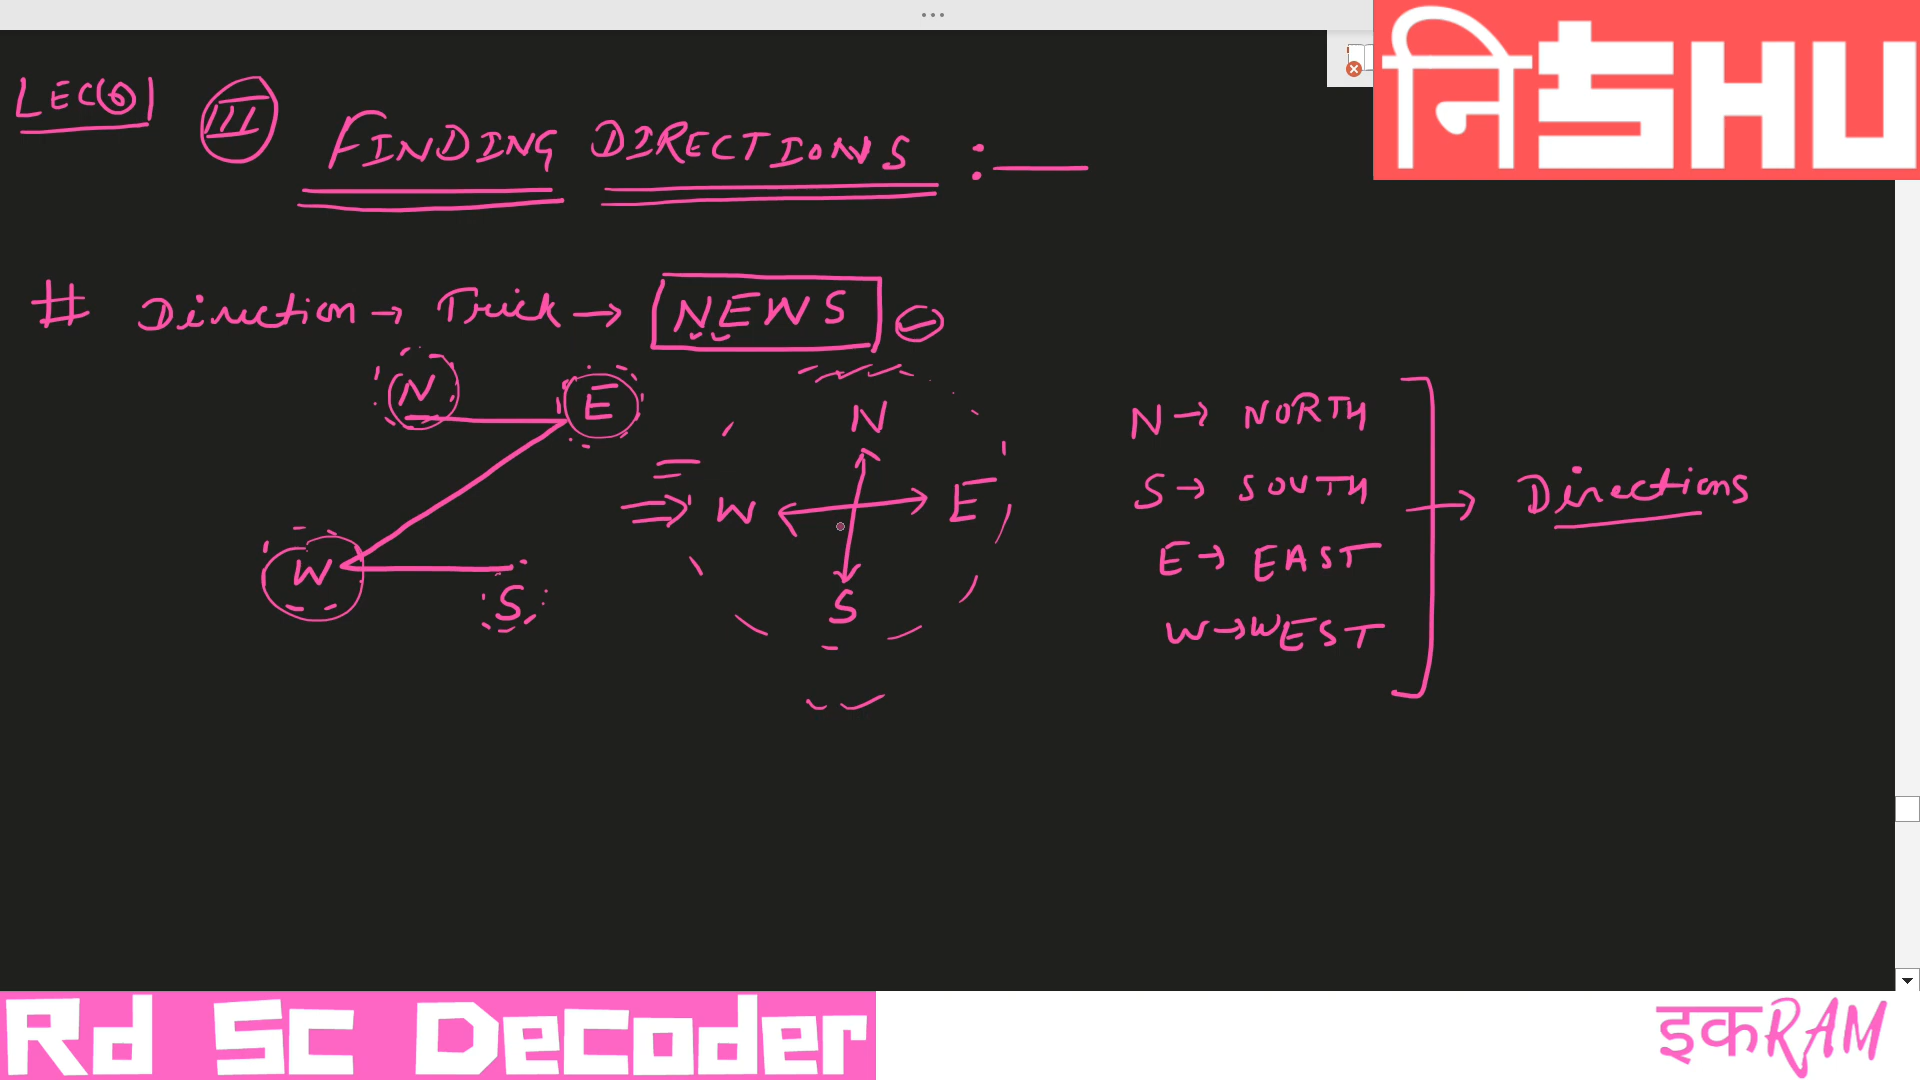 LEC(6)
III
FINDING DIRECTIONS :—
# Direction → Trick → NEWS
N E
W S
N
W E
S
N → NORTH
S → SOUTH
E → EAST
W → WEST
→ Directions
निSHU
Rd Sc Decoder
इकRAM